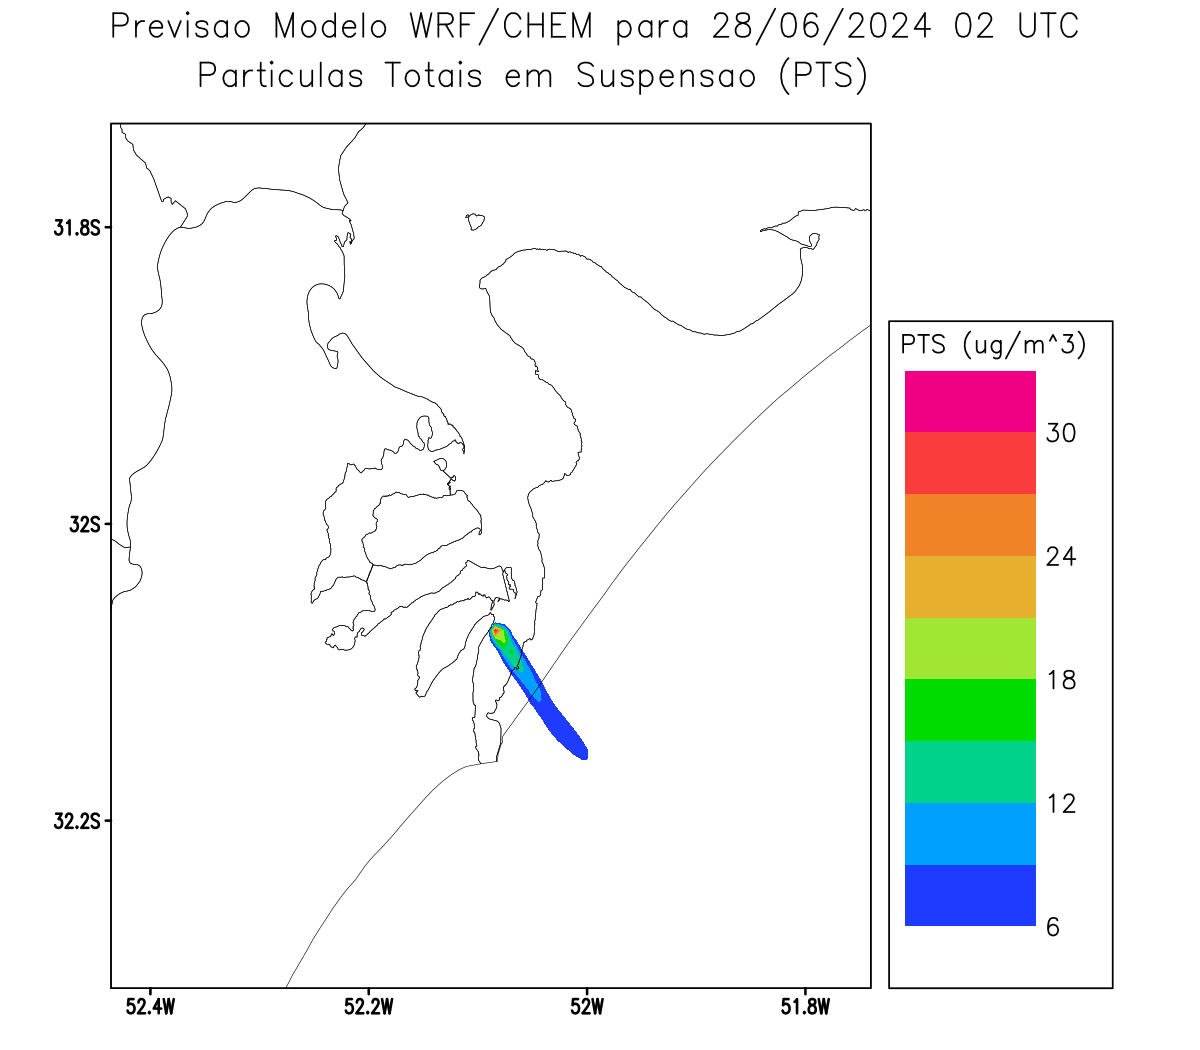 Previsao Modelo WRF/CHEM para 28/06/2024 02 UTC
Particulas Totais em Suspensao (PTS)
31.8S
32S
32.2S
52.4W
52.2W
52W
51.8W
PTS (ug/m^3)
30
24
18
12
6